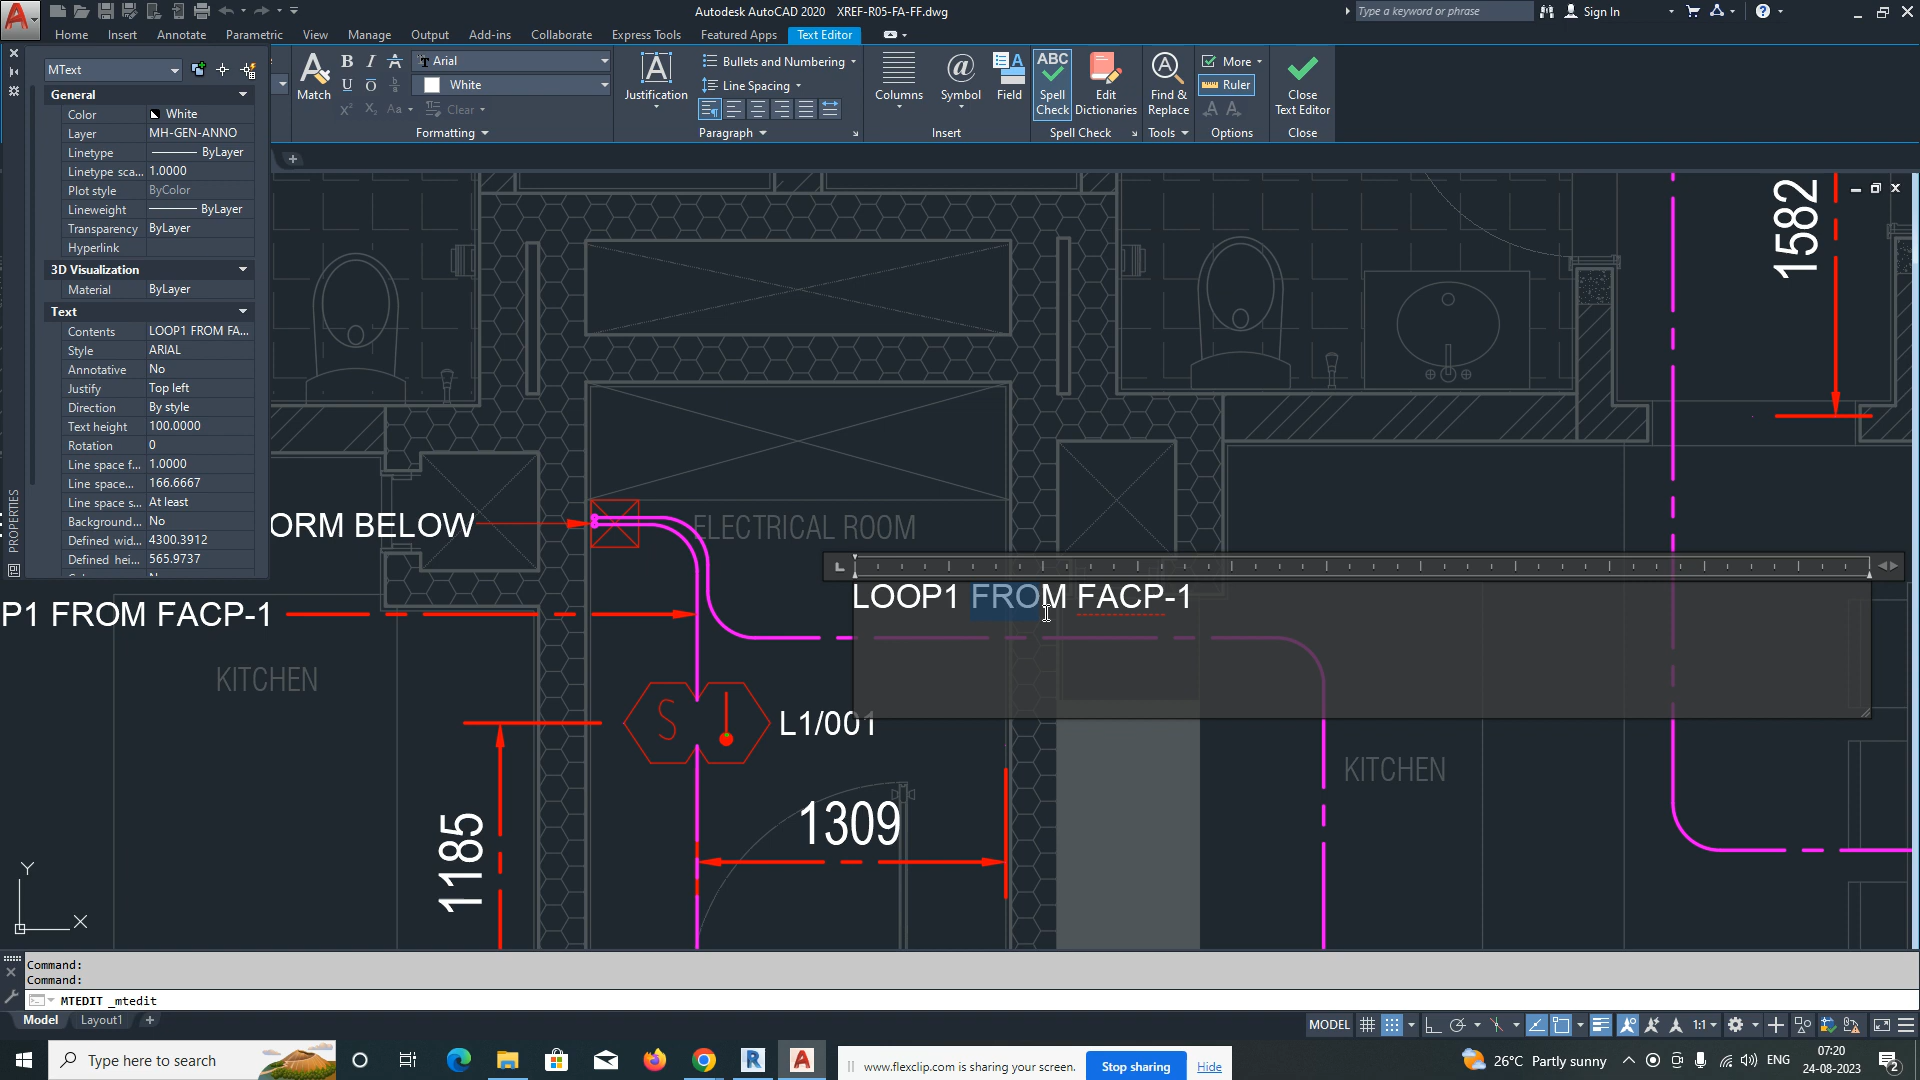 Autodesk AutoCAD 2020 XREF-R05-FA-FF.dwg
Type a keyword or phrase
Sign In
Home Insert Annotate Parametric View Manage Output Add-ins Collaborate Express Tools Featured Apps Text Editor
MText
General
Color White
Layer MH-GEN-ANNO
Linetype ByLayer
Linetype sca... 1.0000
Plot style ByColor
Lineweight ByLayer
Transparency ByLayer
Hyperlink
3D Visualization
Material ByLayer
Text
Contents LOOP1 FROM FA...
Style ARIAL
Annotative No
Justify Top left
Direction By style
Text height 100.0000
Rotation 0
Line space f... 1.0000
Line space... 166.6667
Line space s... At least
Background... No
Defined wid... 4300.3912
Defined hei... 565.9737
PROPERTIES
Match
Arial
White
Clear
Formatting
Justification
Bullets and Numbering
Line Spacing
Paragraph
Columns
Symbol
Field
Insert
ABC
Spell Check
Edit Dictionaries
Spell Check
Find & Replace
Tools
More
Ruler
Options
Close Text Editor
Close
1582
ORM BELOW
ELECTRICAL ROOM
LOOP1 FROM FACP-1
P1 FROM FACP-1
KITCHEN
S
L1/001
KITCHEN
1309
1185
Y
X
Command:
Command:
MTEDIT _mtedit
Model Layout1
MODEL
1:1
Type here to search
www.flexclip.com is sharing your screen.
Stop sharing
Hide
26°C Partly sunny
ENG
07:20
24-08-2023
2